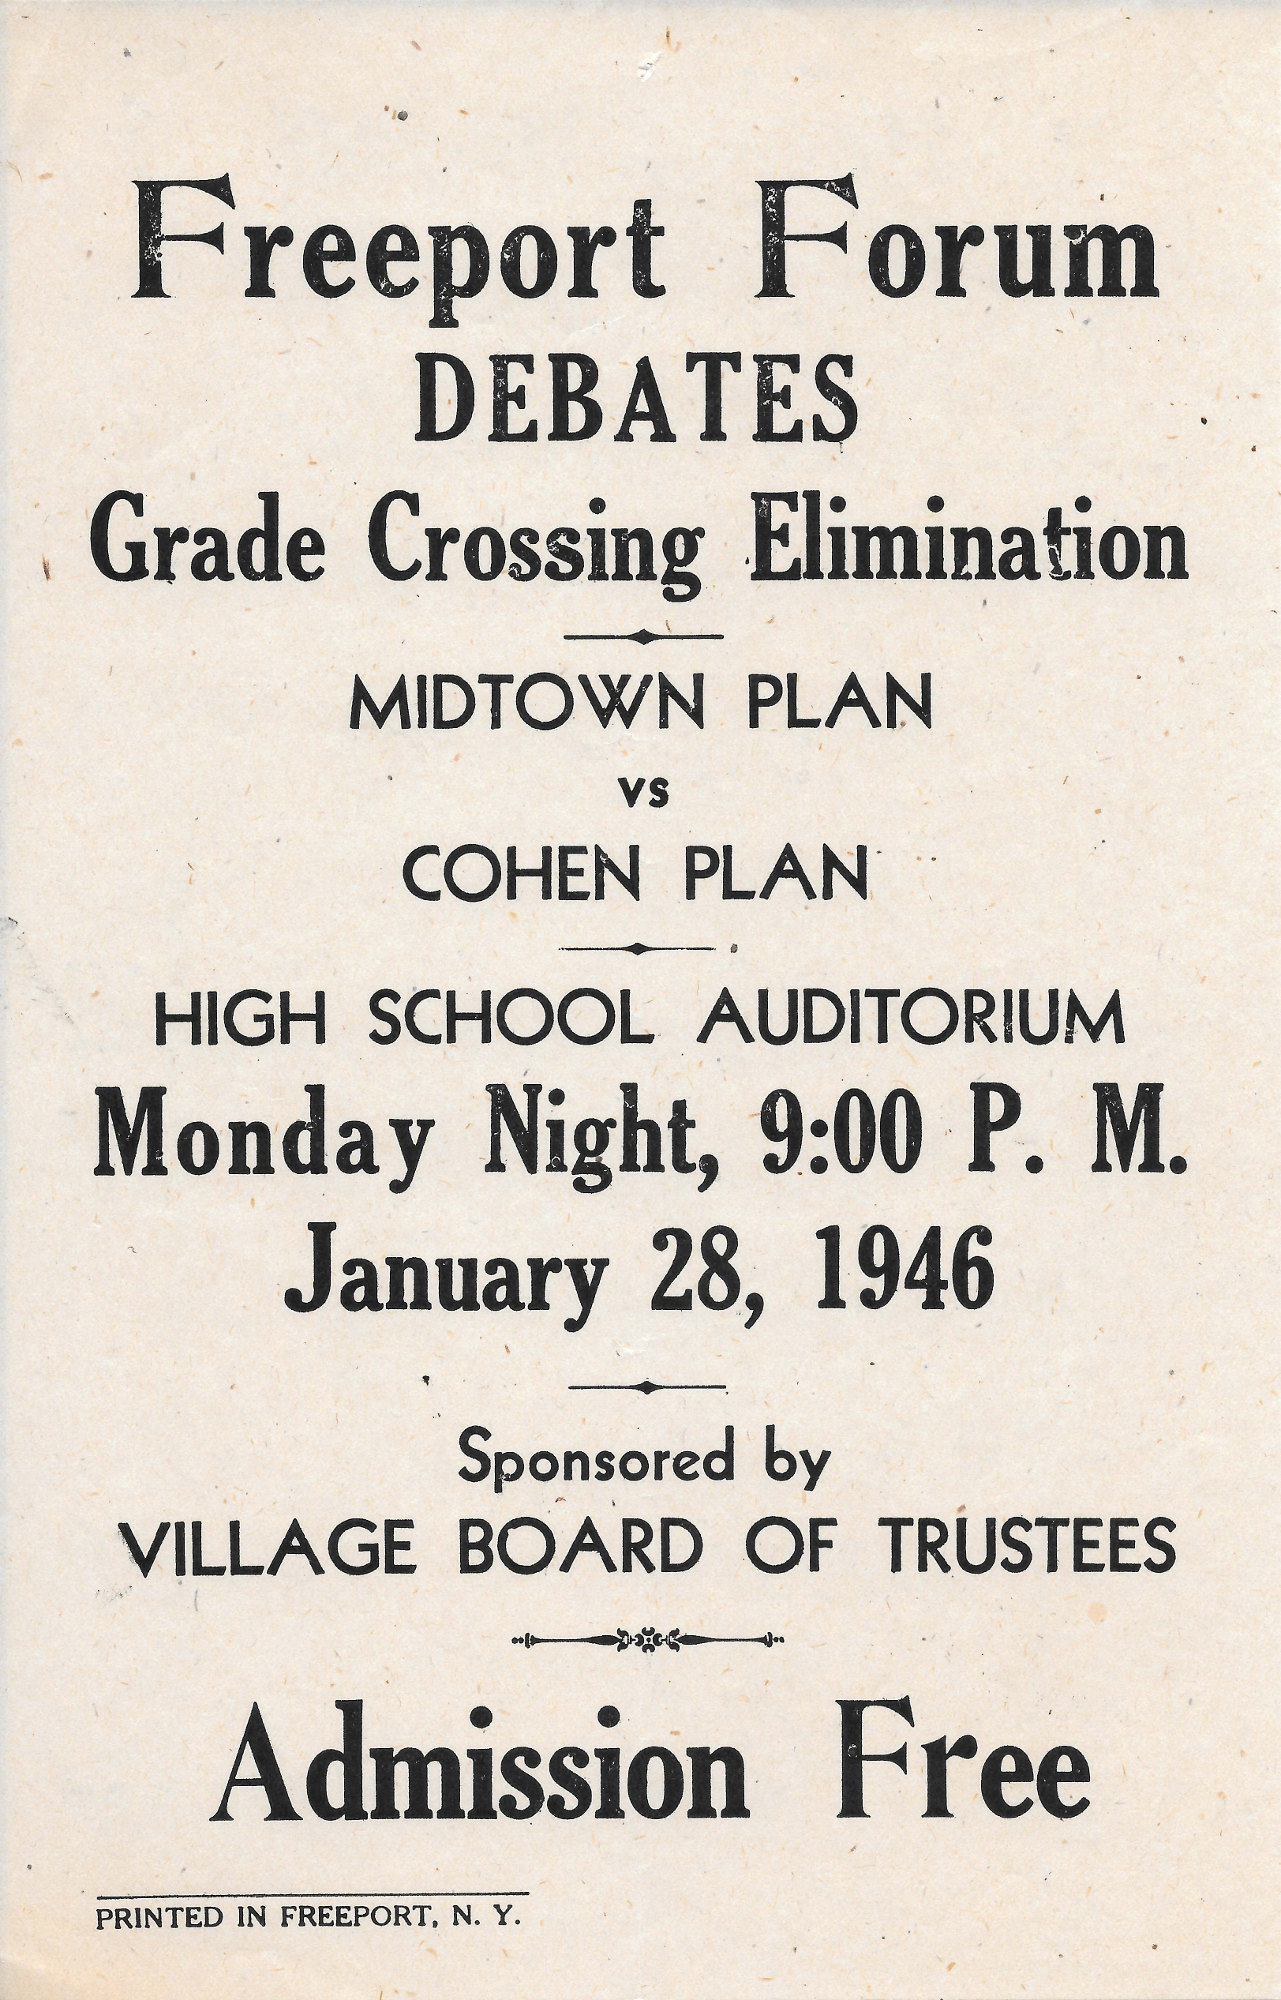 Freeport Forum
DEBATES
Grade Crossing Elimination
MIDTOWN PLAN
vs
COHEN PLAN
HIGH SCHOOL AUDITORIUM
Monday Night, 9:00 P. M.
January 28, 1946
Sponsored by
VILLAGE BOARD OF TRUSTEES
Admission Free
PRINTED IN FREEPORT, N. Y.